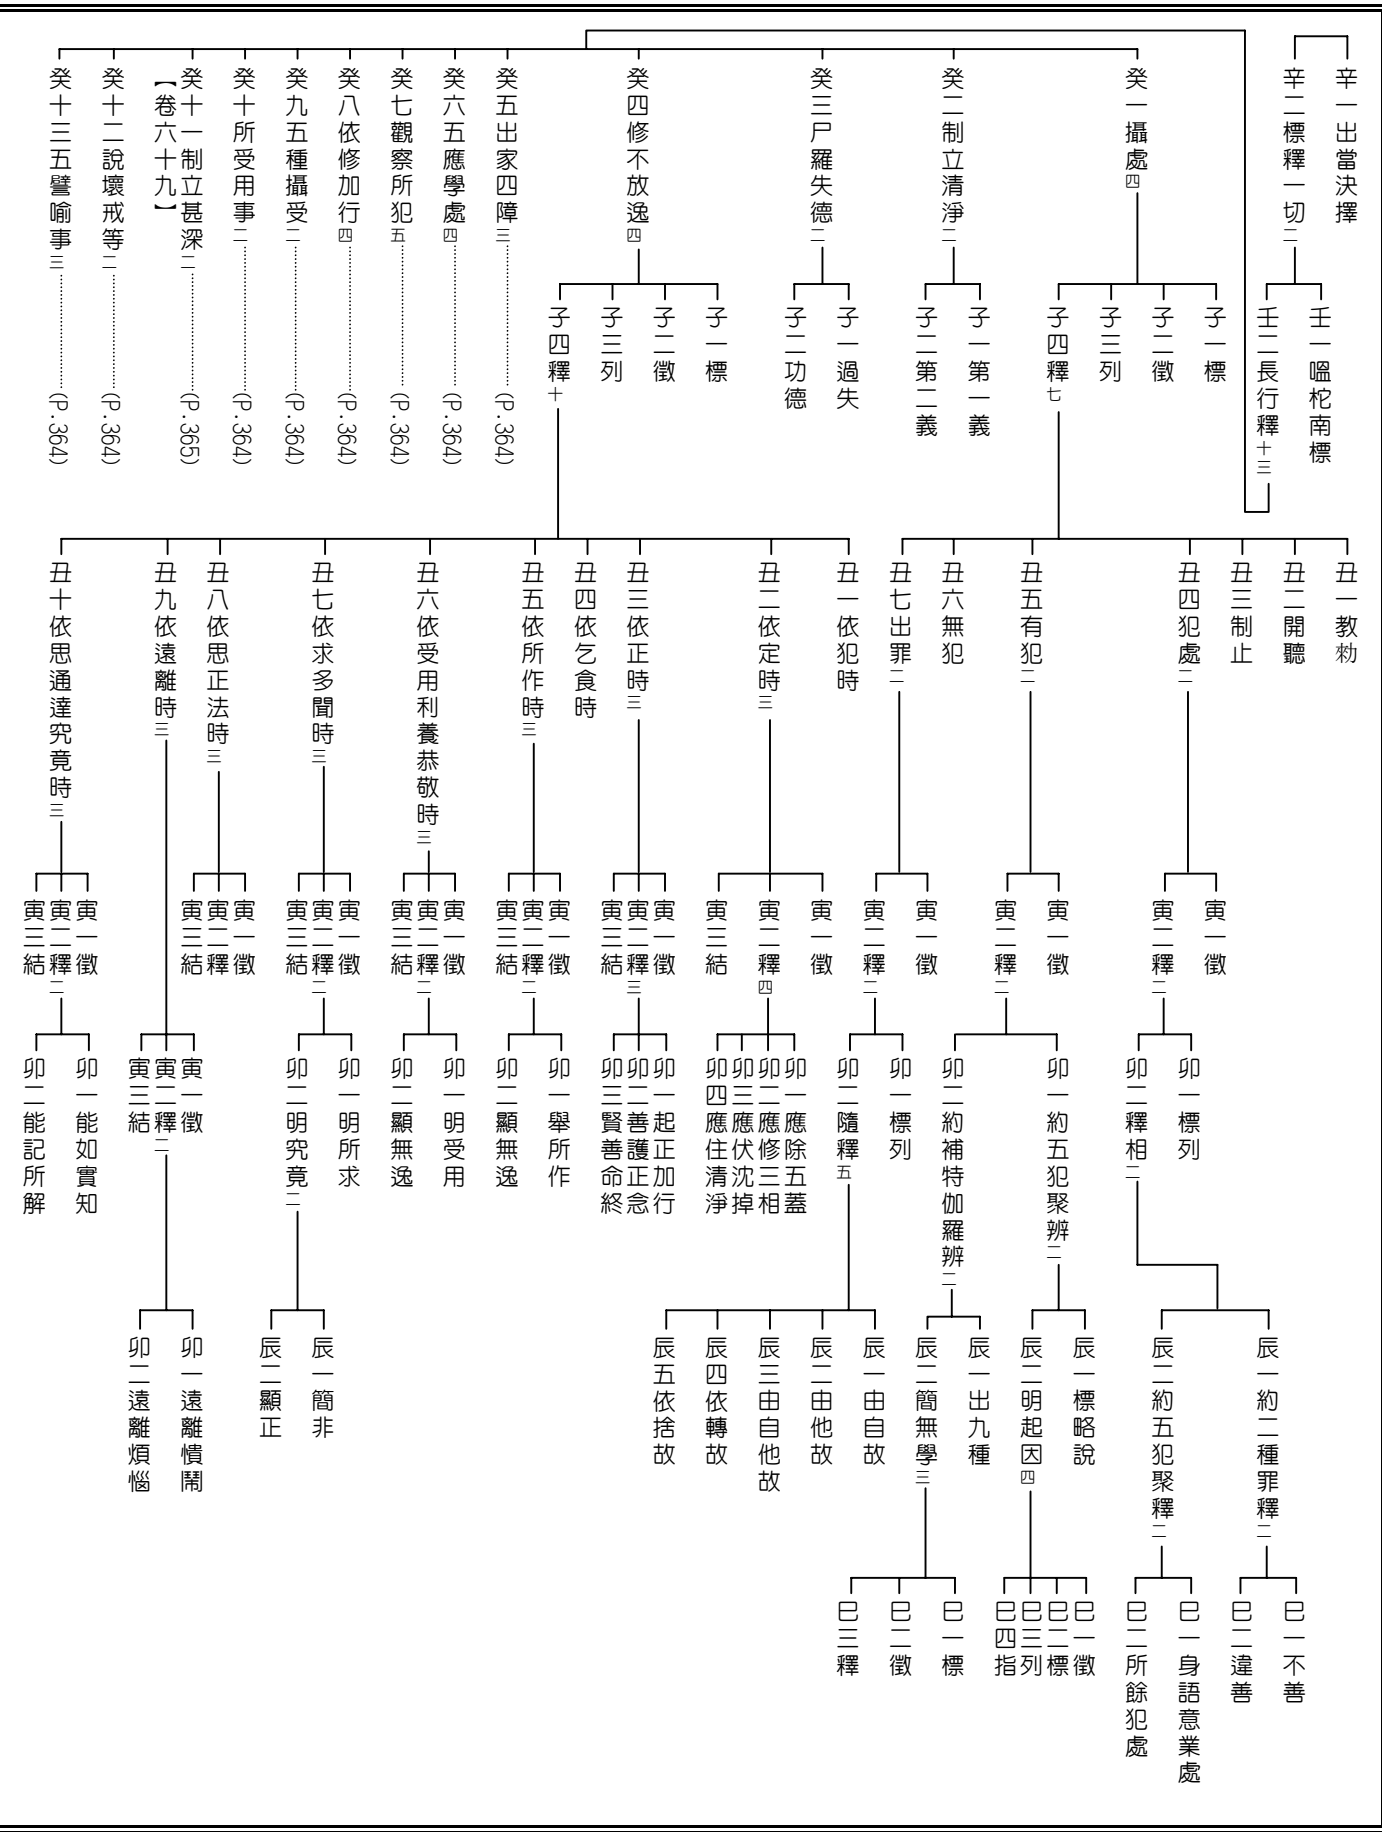 辛一出當決擇
辛二標釋一切二
壬一嗢柁南標
壬二長行釋十三
癸一攝處四
癸二制立清淨二
癸三尸羅失德二
癸四修不放逸四
癸五出家四障三 (P.364)
癸六五應學處四 (P.364)
癸七觀察所犯五 (P.364)
癸八依修加行四 (P.364)
癸九五種攝受二 (P.364)
癸十所受用事二 (P.364)
癸十一制立甚深二 (P.365)
【卷六十九】
癸十二說壞戒等二 (P.364)
癸十三五譬喻事三 (P.364)
子一標
子二徵
子三列
子四釋七
子一第一義
子二第二義
子一過失
子二功德
子一標
子二徵
子三列
子四釋十
丑一教勑
丑二開聽
丑三制止
丑四犯處二
丑五有犯二
丑六無犯
丑七出罪二
丑一依犯時
丑二依定時三
丑三依正時三
丑四依乞食時
丑五依所作時三
丑六依受用利養恭敬時三
丑七依求多聞時三
丑八依思正法時三
丑九依遠離時三
丑十依思通達究竟時三
寅一徵
寅二釋二
寅一徵
寅二釋二
寅一徵
寅二釋二
寅一徵
寅二釋四
寅三結
寅一徵
寅二釋三
寅三結
寅一徵
寅二釋二
寅三結
寅一徵
寅二釋二
寅三結
寅一徵
寅二釋二
寅三結
寅一徵
寅二釋
寅三結
寅一徵
寅二釋二
寅三結
卯一標列
卯二釋相二
卯一約五犯聚辨二
卯二約補特伽羅辨二
卯一標列
卯二隨釋五
卯一應除五蓋
卯二應修三相
卯三應伏沈掉
卯四應住清淨
卯一起正加行
卯二善護正念
卯三賢善命終
卯一舉所作
卯二顯無逸
卯一明受用
卯二顯無逸
卯一明所求
卯二明究竟二
寅一徵
寅二釋二
寅三結
卯一能如實知
卯二能記所解
辰一約二種罪釋二
辰二約五犯聚釋二
辰一標略說
辰二明起因四
辰一出九種
辰二簡無學三
辰一由自故
辰二由他故
辰三由自他故
辰四依轉故
辰五依捨故
辰一簡非
辰二顯正
卯一遠離憒鬧
卯二遠離煩惱
巳一不善
巳二違善
巳一身語意業處
巳二所餘犯處
巳一徵
巳二標
巳三列
巳四指
巳一標
巳二徵
巳三釋